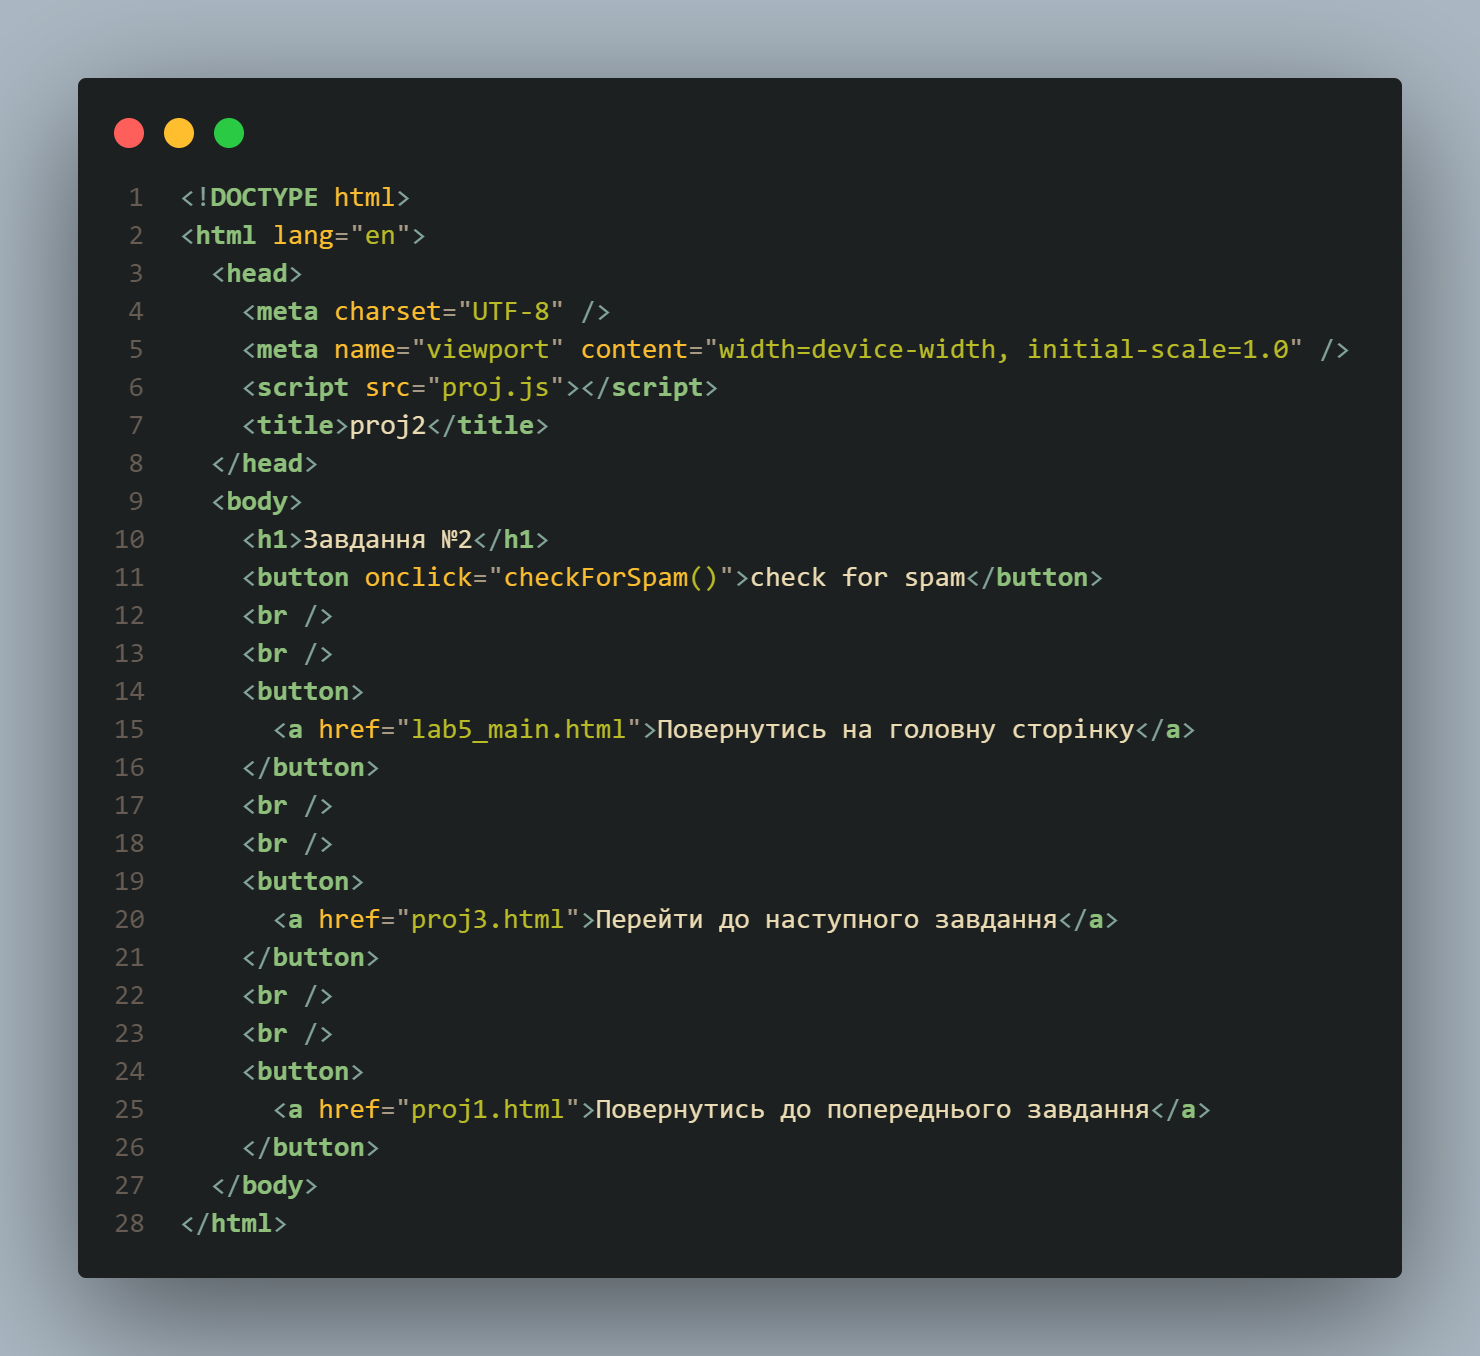 1 <!DOCTYPE html>
2 <html lang="en">
3   <head>
4     <meta charset="UTF-8" />
5     <meta name="viewport" content="width=device-width, initial-scale=1.0" />
6     <script src="proj.js"></script>
7     <title>proj2</title>
8   </head>
9   <body>
10     <h1>Завдання №2</h1>
11     <button onclick="checkForSpam()">check for spam</button>
12     <br />
13     <br />
14     <button>
15       <a href="lab5_main.html">Повернутись на головну сторінку</a>
16     </button>
17     <br />
18     <br />
19     <button>
20       <a href="proj3.html">Перейти до наступного завдання</a>
21     </button>
22     <br />
23     <br />
24     <button>
25       <a href="proj1.html">Повернутись до попереднього завдання</a>
26     </button>
27   </body>
28 </html>